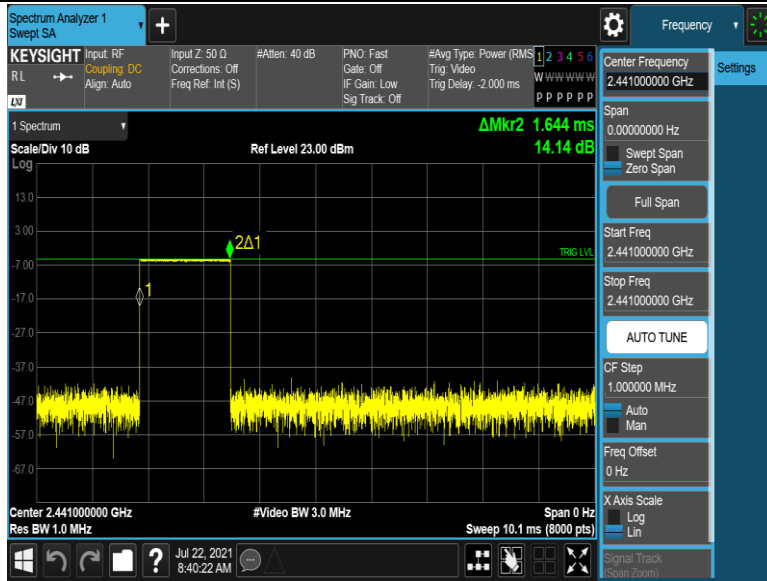 Spectrum Analyzer 1
Swept SA
+
Frequency
KEYSIGHT
RL
LXI
Input: RF
Coupling: DC
Align: Auto
Input Z: 50 Ω
Corrections: Off
Freq Ref: Int (S)
#Atten: 40 dB
PNO: Fast
Gate: Off
IF Gain: Low
Sig Track: Off
#Avg Type: Power (RMS
Trig: Video
Trig Delay: -2.000 ms
1 2 3 4 5 6
W W W W W W
P P P P P P
1 Spectrum
ΔMkr2 1.644 ms
14.14 dB
Scale/Div 10 dB
Ref Level 23.00 dBm
Log
13.0
3.00
-7.00
-17.0
-27.0
-37.0
-47.0
-57.0
-67.0
2Δ1
1
TRIG LVL
Center 2.441000000 GHz
#Video BW 3.0 MHz
Span 0 Hz
Res BW 1.0 MHz
Sweep 10.1 ms (8000 pts)
?
Jul 22, 2021
8:40:22 AM
Center Frequency
2.441000000 GHz
Settings
Span
0.00000000 Hz
Swept Span
Zero Span
Full Span
Start Freq
2.441000000 GHz
Stop Freq
2.441000000 GHz
AUTO TUNE
CF Step
1.000000 MHz
Auto
Man
Freq Offset
0 Hz
X Axis Scale
Log
Lin
Signal Track
(Span Zoom)